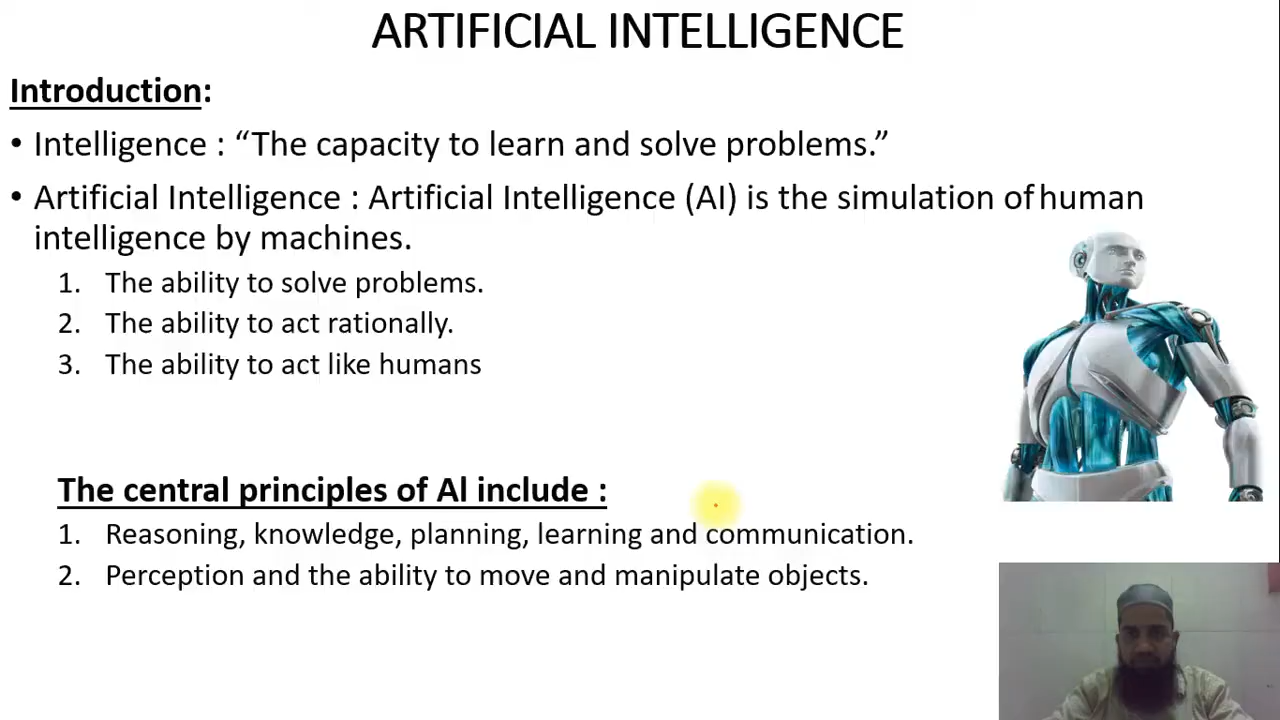 ARTIFICIAL INTELLIGENCE
Introduction:
• Intelligence : “The capacity to learn and solve problems.”
• Artificial Intelligence : Artificial Intelligence (AI) is the simulation of human
intelligence by machines.
1. The ability to solve problems.
2. The ability to act rationally.
3. The ability to act like humans
The central principles of Al include :
1. Reasoning, knowledge, planning, learning and communication.
2. Perception and the ability to move and manipulate objects.